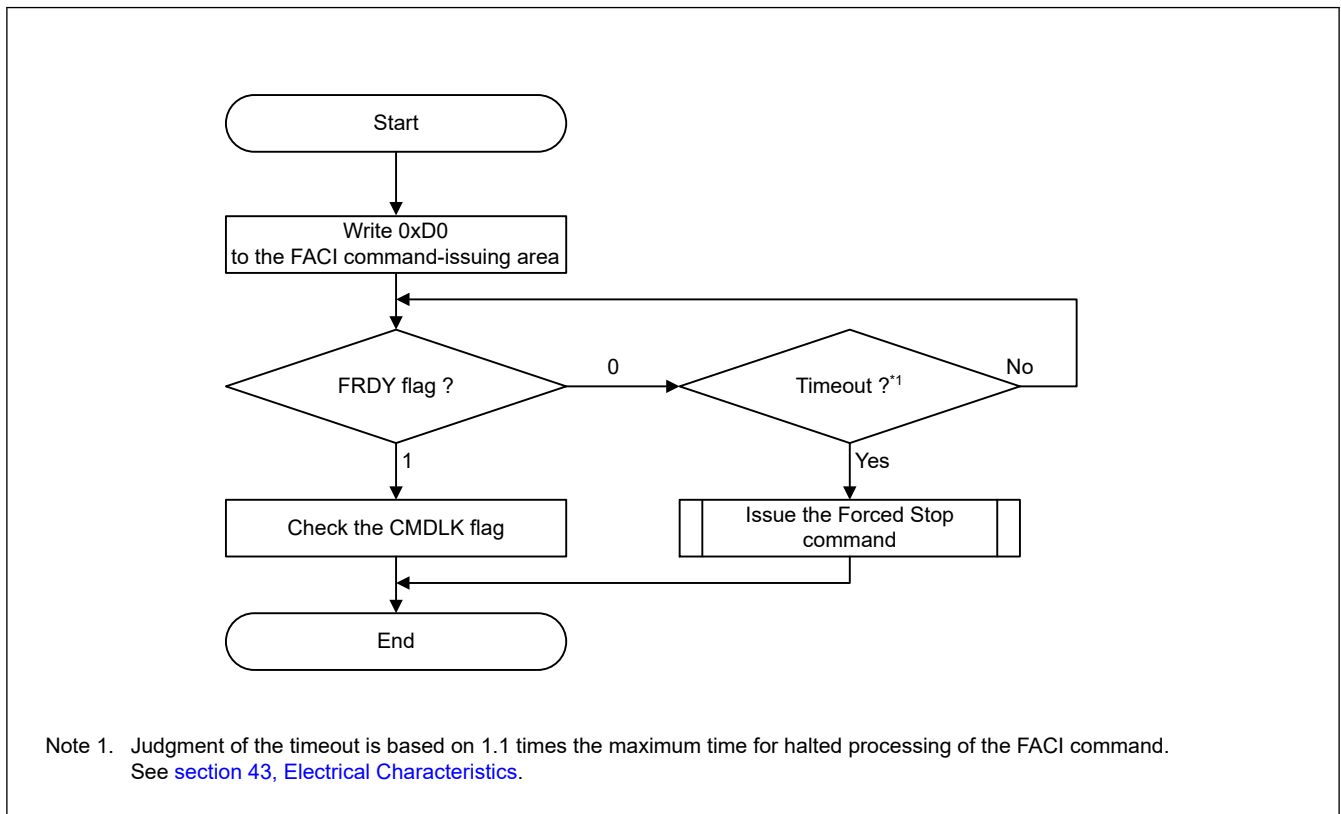 Start
Write 0xD0
to the FACI command-issuing area
FRDY flag ?
0
Timeout ?*1
No
1
Yes
Check the CMDLK flag
Issue the Forced Stop
command
End
Note 1. Judgment of the timeout is based on 1.1 times the maximum time for halted processing of the FACI command.
See section 43, Electrical Characteristics.